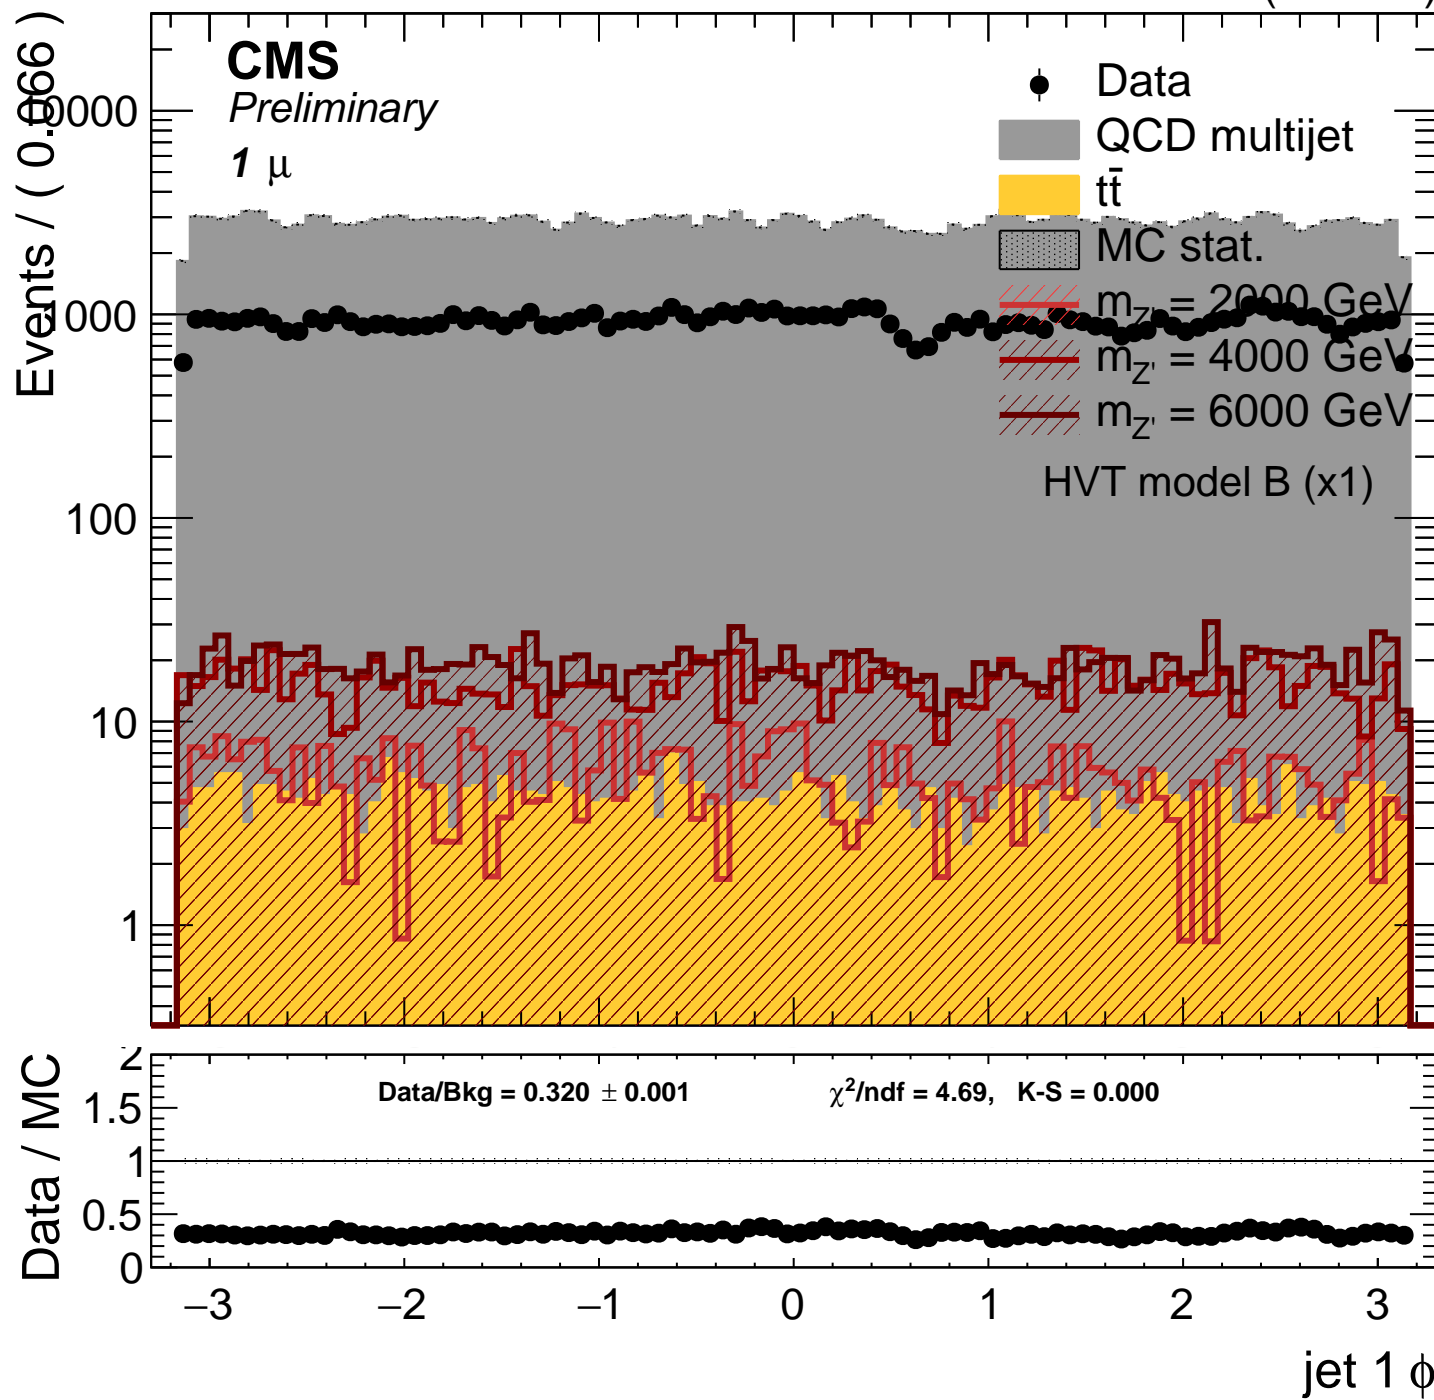 CMS
Preliminary
1 μ
Data
QCD multijet
tt̄
MC stat.
m_Z' = 2000 GeV
m_Z' = 4000 GeV
m_Z' = 6000 GeV
HVT model B (x1)
Events / ( 0.066 )
0000
1000
100
10
1
Data / MC
2
1.5
1
0.5
0
Data/Bkg = 0.320 ± 0.001
χ²/ndf = 4.69, K-S = 0.000
−3 −2 −1 0 1 2 3
jet 1 ϕ